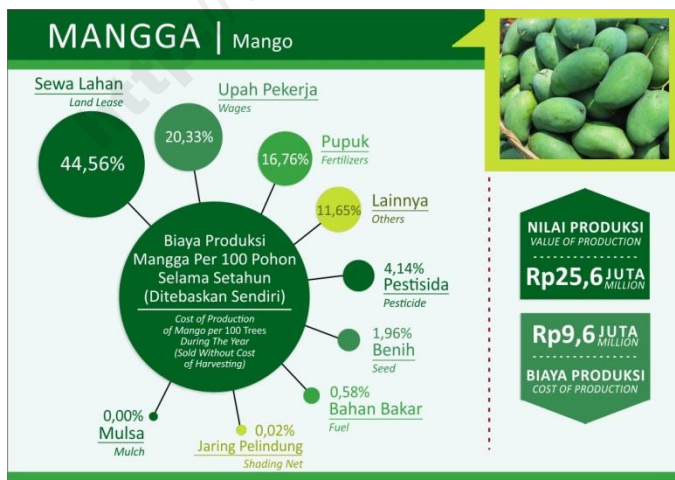 MANGGA | Mango
Sewa Lahan
Land Lease
44,56%
Upah Pekerja
Wages
20,33%
Pupuk
Fertilizers
16,76%
Lainnya
Others
11,65%
4,14%
Pestisida
Pesticide
1,96%
Benih
Seed
0,58%
Bahan Bakar
Fuel
0,02%
Jaring Pelindung
Shading Net
0,00%
Mulsa
Mulch
Biaya Produksi
Mangga Per 100 Pohon
Selama Setahun
(Ditebaskan Sendiri)
Cost of Production
of Mango per 100 Trees
During The Year
(Sold Without Cost
of Harvesting)
NILAI PRODUKSI
VALUE OF PRODUCTION
Rp25,6 JUTA
MILLION
Rp9,6 JUTA
MILLION
BIAYA PRODUKSI
COST OF PRODUCTION